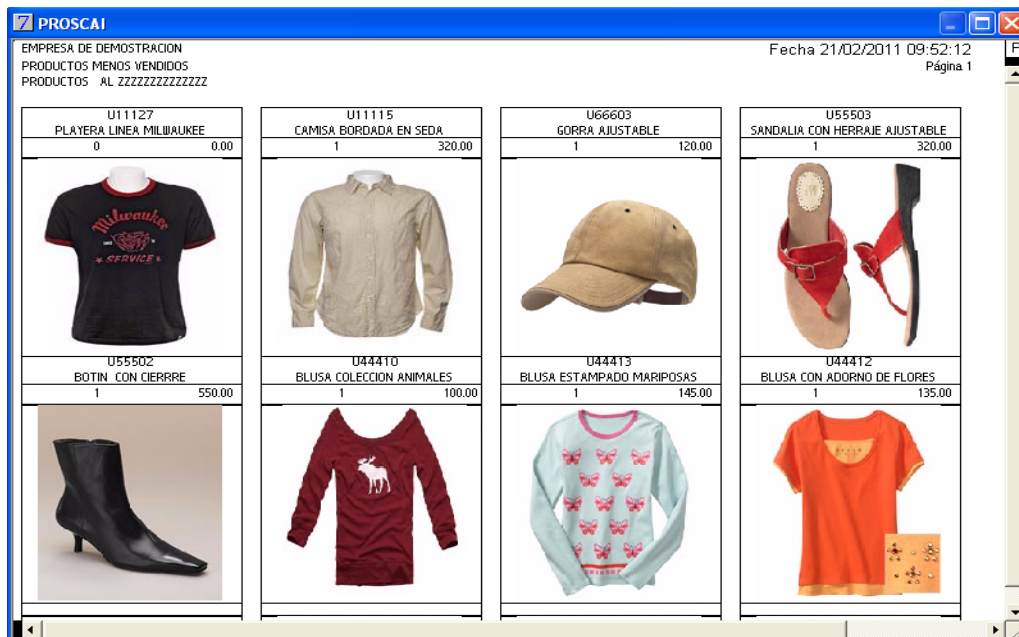 PROSCAI
EMPRESA DE DEMOSTRACION
Fecha 21/02/2011 09:52:12
P
PRODUCTOS MENOS VENDIDOS
Página 1
PRODUCTOS AL ZZZZZZZZZZZZZZ
U11127
PLAYERA LINEA MILWAUKEE
0 0.00
U11115
CAMISA BORDADA EN SEDA
1 320.00
U66603
GORRA AJUSTABLE
1 120.00
U55503
SANDALIA CON HERRAJE AJUSTABLE
1 320.00
Milwaukee
SERVICE
U55502
BOTIN CON CIERRRE
1 550.00
U44410
BLUSA COLECCION ANIMALES
1 100.00
U44413
BLUSA ESTAMPADO MARIPOSAS
1 145.00
U44412
BLUSA CON ADORNO DE FLORES
1 135.00